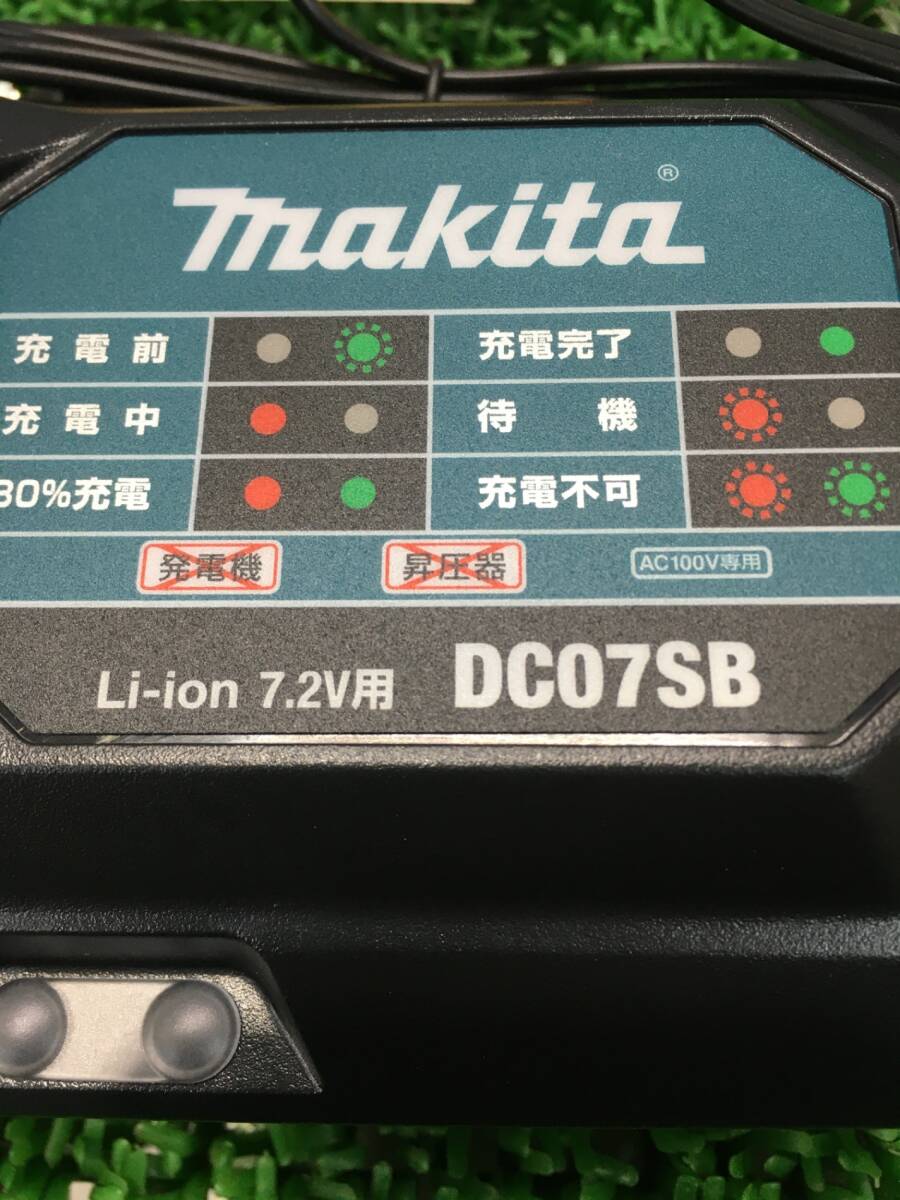 makita®
充電前 充電完了
充電中 待機
80%充電 充電不可
発電機 昇圧器 AC100V専用
Li-ion 7.2V用 DC07SB